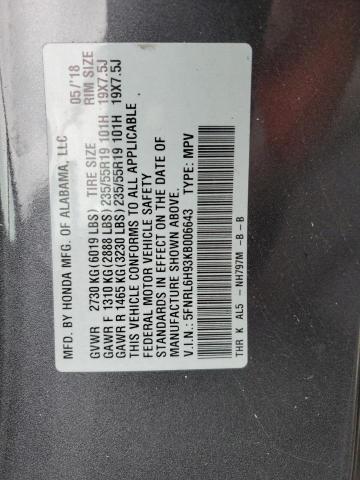 MFD. BY HONDA MFG. OF ALABAMA, LLC 05/'18
TIRE SIZE RIM SIZE
GVWR 2730 KG(6019 LBS)
GAWR F 1310 KG(2888 LBS)235/55R19 101H 19X7.5J
GAWR R 1465 KG(3230 LBS)235/55R19 101H 19X7.5J
THIS VEHICLE CONFORMS TO ALL APPLICABLE
FEDERAL MOTOR VEHICLE SAFETY
STANDARDS IN EFFECT ON THE DATE OF
MANUFACTURE SHOWN ABOVE.
V.I.N.: 5FNRL6H93KB006643 TYPE: MPV
THR K AL5 - NH797M -B - B